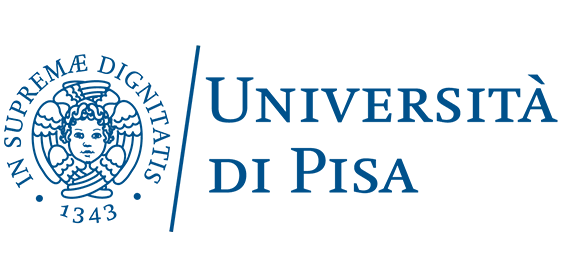 IN SUPREMÆ DIGNITATIS
• 1343 •
UNIVERSITÀ
DI PISA